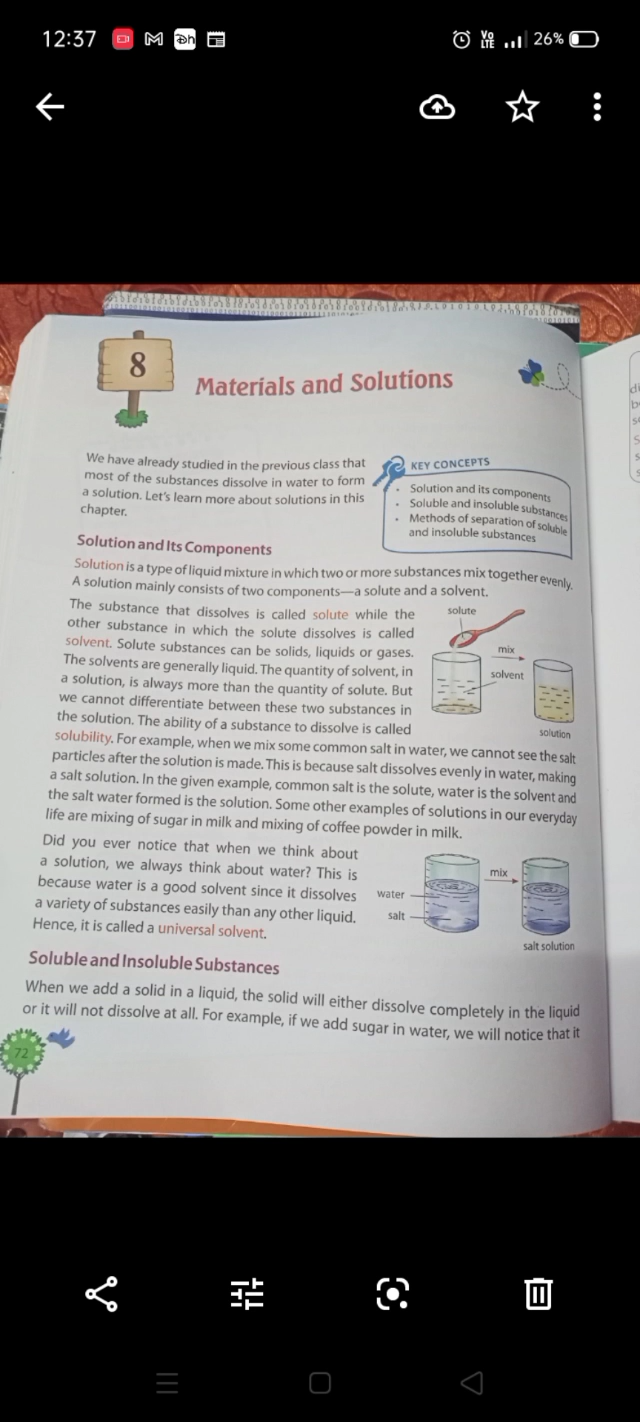 12:37
Vo
LTE
26%
8
Materials and Solutions
We have already studied in the previous class that
most of the substances dissolve in water to form
a solution. Let's learn more about solutions in this
chapter.
KEY CONCEPTS
• Solution and its components
• Soluble and insoluble substances
• Methods of separation of soluble
and insoluble substances
Solution and Its Components
Solution is a type of liquid mixture in which two or more substances mix together evenly.
A solution mainly consists of two components—a solute and a solvent.
The substance that dissolves is called solute while the
other substance in which the solute dissolves is called
solvent. Solute substances can be solids, liquids or gases.
The solvents are generally liquid. The quantity of solvent, in
a solution, is always more than the quantity of solute. But
we cannot differentiate between these two substances in
the solution. The ability of a substance to dissolve is called
solute
mix
solvent
solution
solubility. For example, when we mix some common salt in water, we cannot see the salt
particles after the solution is made. This is because salt dissolves evenly in water, making
a salt solution. In the given example, common salt is the solute, water is the solvent and
the salt water formed is the solution. Some other examples of solutions in our everyday
life are mixing of sugar in milk and mixing of coffee powder in milk.
Did you ever notice that when we think about
a solution, we always think about water? This is
because water is a good solvent since it dissolves
a variety of substances easily than any other liquid.
Hence, it is called a universal solvent.
water
salt
mix
salt solution
Soluble and Insoluble Substances
When we add a solid in a liquid, the solid will either dissolve completely in the liquid
or it will not dissolve at all. For example, if we add sugar in water, we will notice that it
72